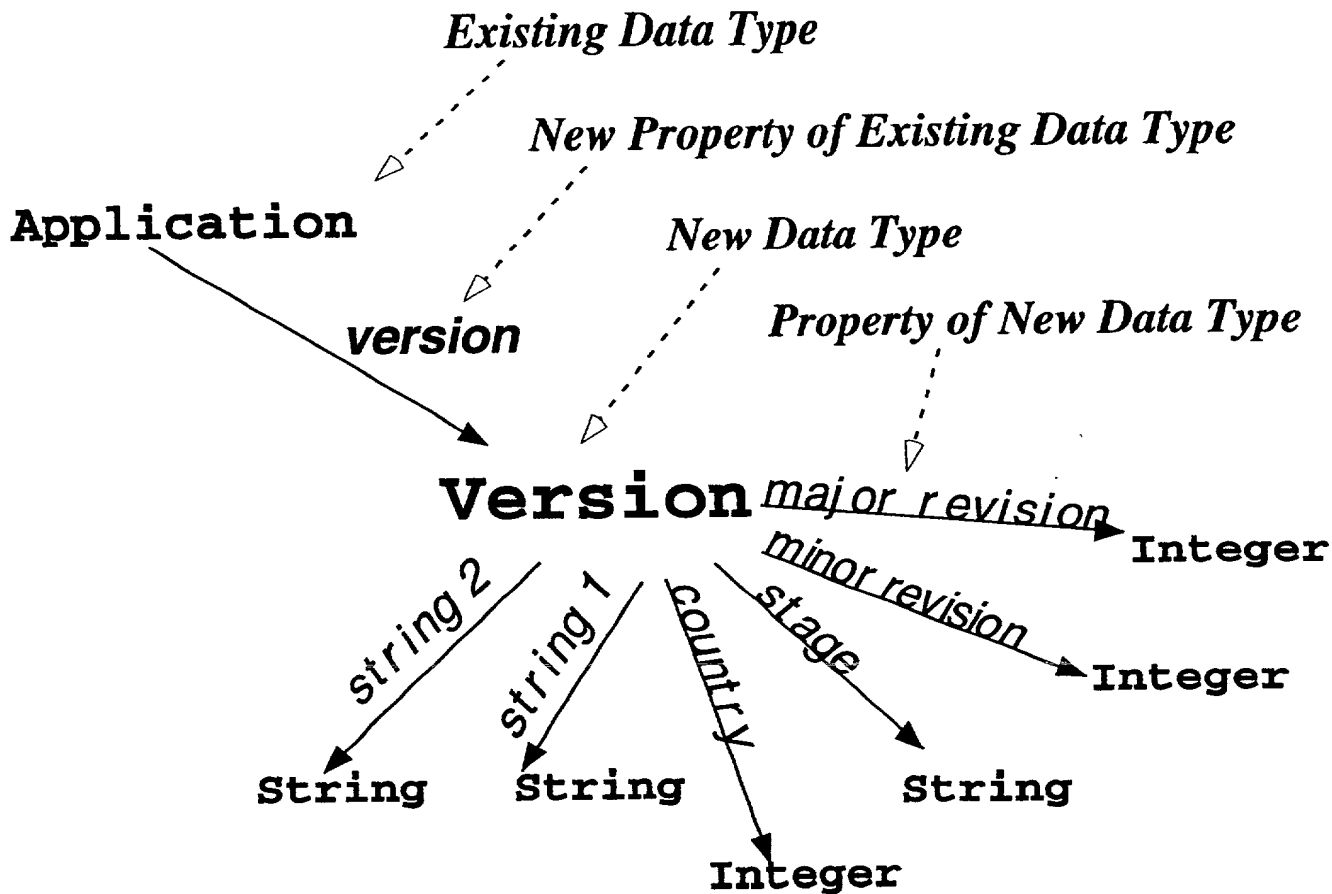 Existing Data Type
New Property of Existing Data Type
Application
New Data Type
version
Property of New Data Type
Version
major revision
Integer
minor revision
string 2
string 1
country
stage
Integer
String
String
String
Integer